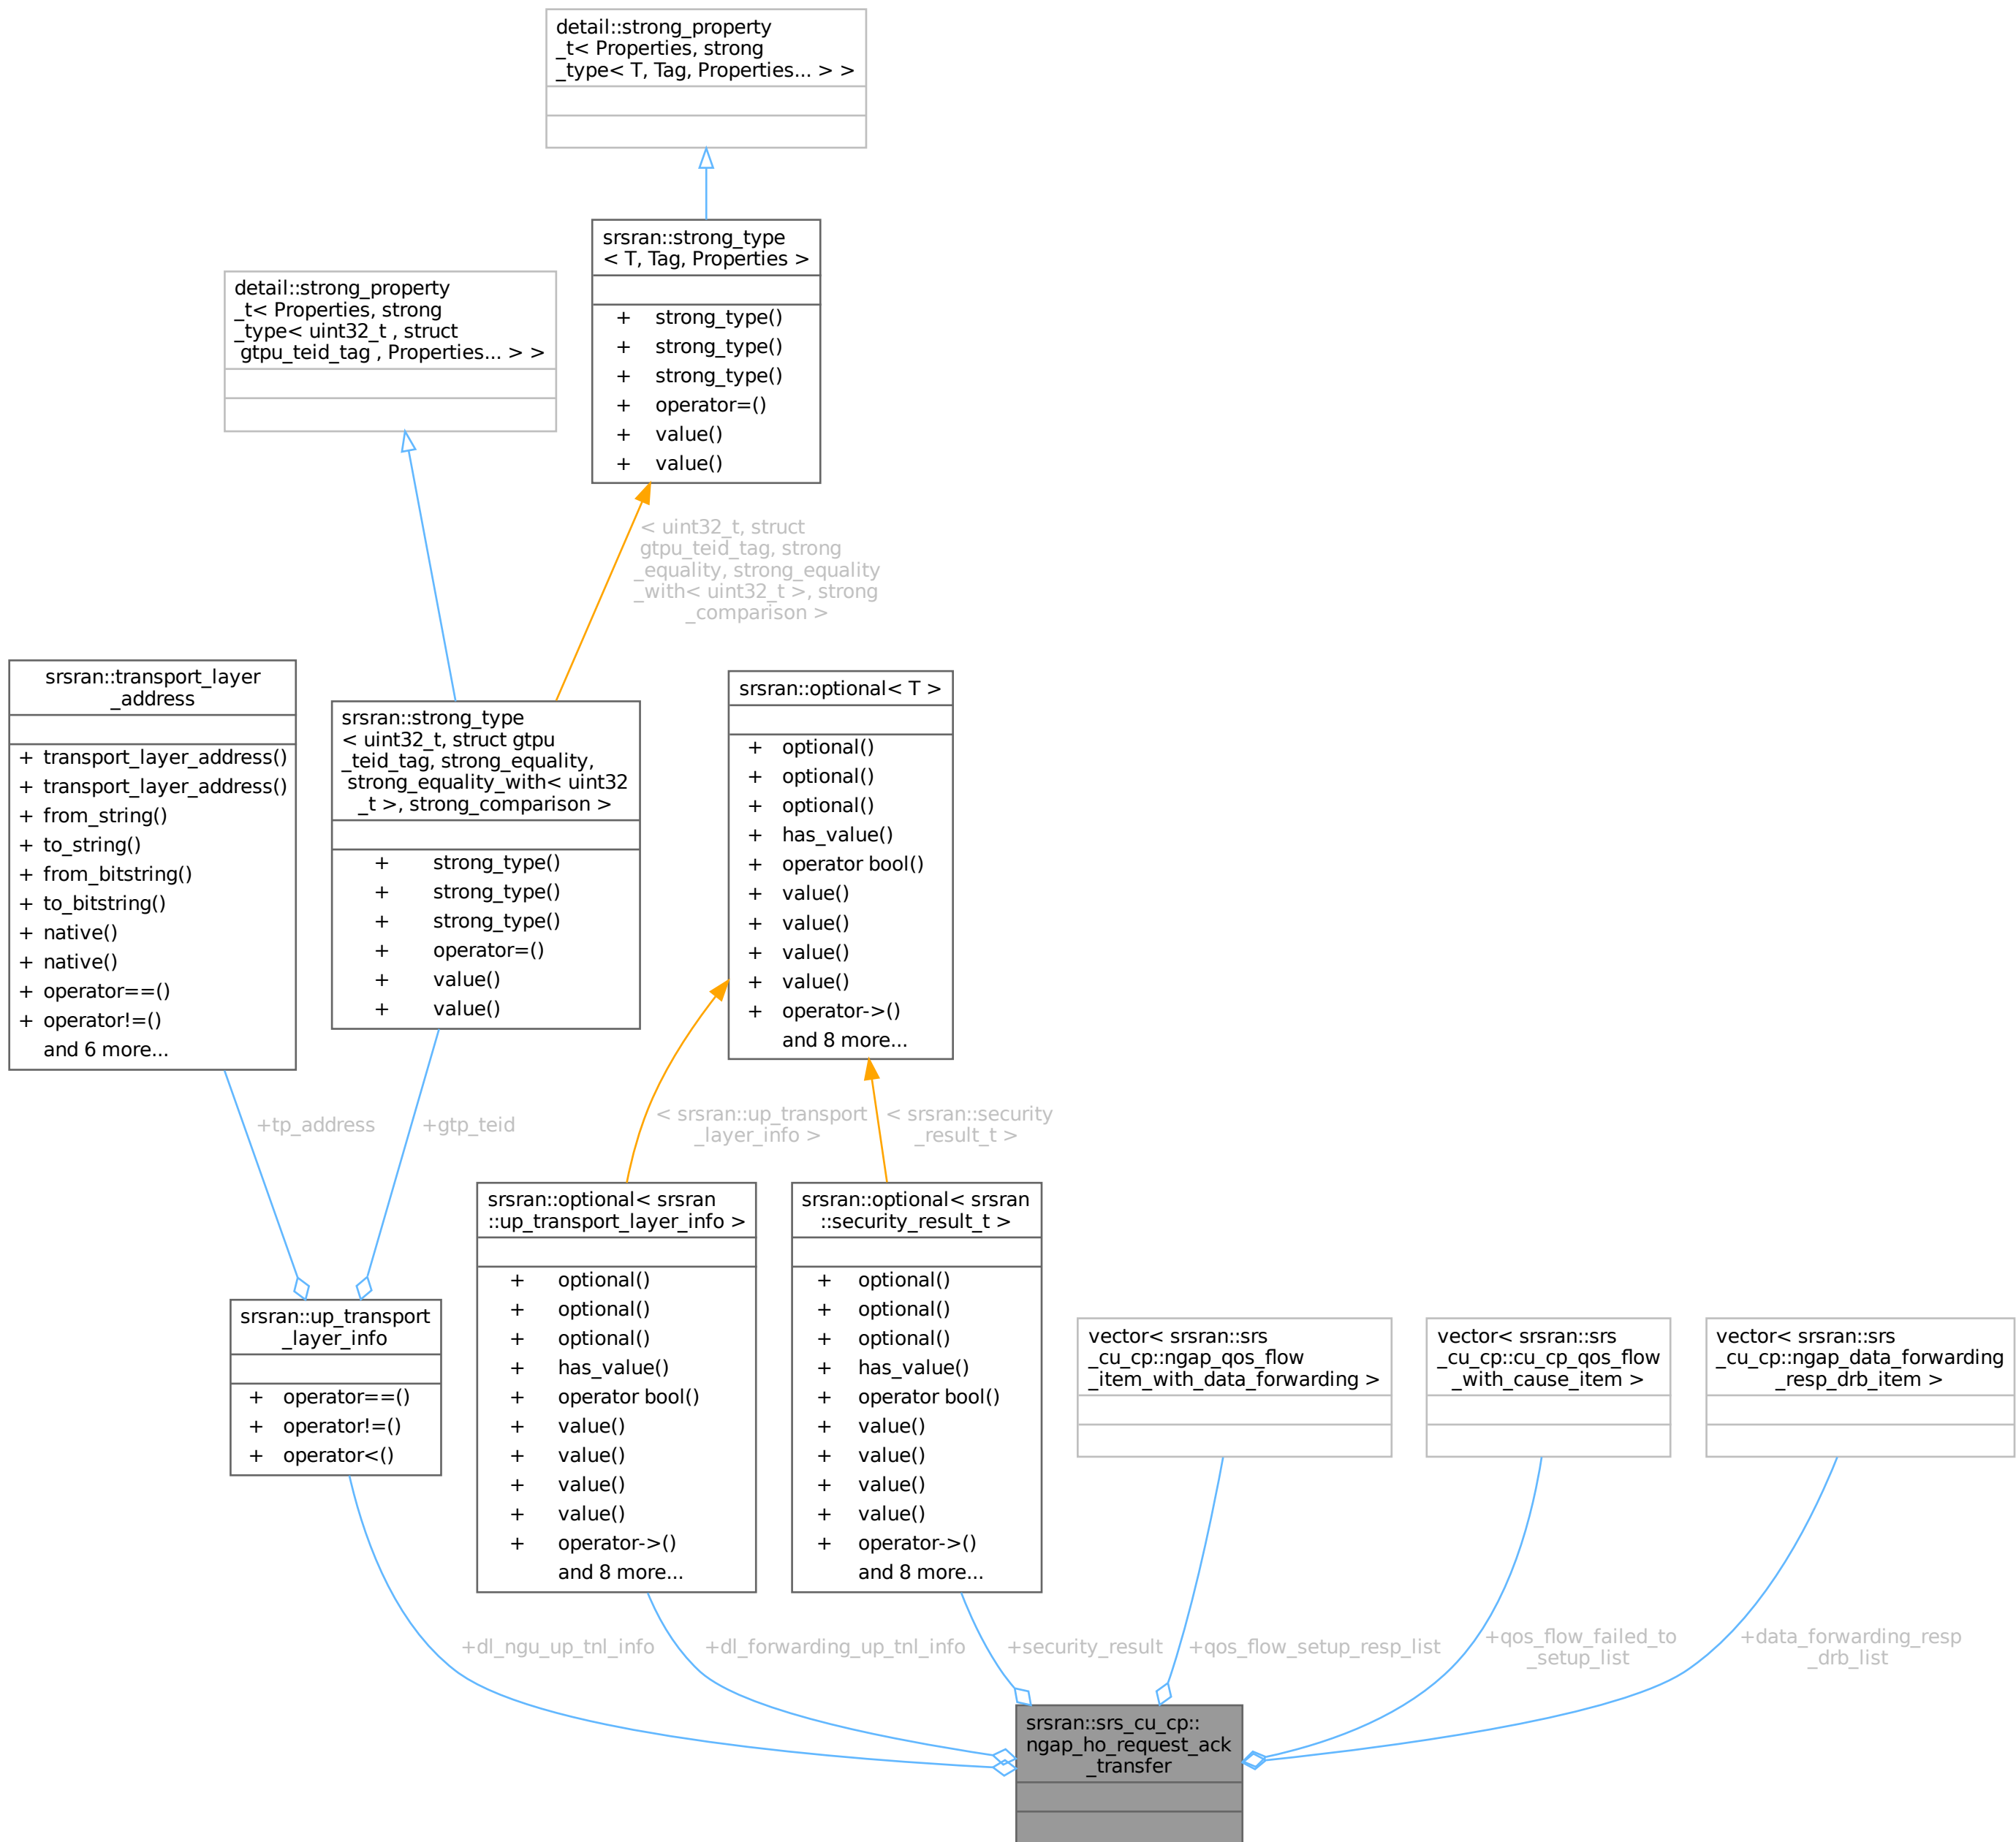 detail::strong_property
_t< Properties, strong
_type< T, Tag, Properties... > >
srsran::strong_type
< T, Tag, Properties >
+ strong_type()
+ strong_type()
+ strong_type()
+ operator=()
+ value()
+ value()
detail::strong_property
_t< Properties, strong
_type< uint32_t , struct
gtpu_teid_tag , Properties... > >
< uint32_t, struct
gtpu_teid_tag, strong
_equality, strong_equality
_with< uint32_t >, strong
_comparison >
srsran::transport_layer
_address
+ transport_layer_address()
+ transport_layer_address()
+ from_string()
+ to_string()
+ from_bitstring()
+ to_bitstring()
+ native()
+ native()
+ operator==()
+ operator!=()
and 6 more...
srsran::strong_type
< uint32_t, struct gtpu
_teid_tag, strong_equality,
strong_equality_with< uint32
_t >, strong_comparison >
+ strong_type()
+ strong_type()
+ strong_type()
+ operator=()
+ value()
+ value()
srsran::optional< T >
+ optional()
+ optional()
+ optional()
+ has_value()
+ operator bool()
+ value()
+ value()
+ value()
+ value()
+ operator->()
and 8 more...
+tp_address
+gtp_teid
< srsran::up_transport
_layer_info >
< srsran::security
_result_t >
srsran::up_transport
_layer_info
+ operator==()
+ operator!=()
+ operator<()
srsran::optional< srsran
::up_transport_layer_info >
+ optional()
+ optional()
+ optional()
+ has_value()
+ operator bool()
+ value()
+ value()
+ value()
+ value()
+ operator->()
and 8 more...
srsran::optional< srsran
::security_result_t >
+ optional()
+ optional()
+ optional()
+ has_value()
+ operator bool()
+ value()
+ value()
+ value()
+ value()
+ operator->()
and 8 more...
vector< srsran::srs
_cu_cp::ngap_qos_flow
_item_with_data_forwarding >
vector< srsran::srs
_cu_cp::cu_cp_qos_flow
_with_cause_item >
vector< srsran::srs
_cu_cp::ngap_data_forwarding
_resp_drb_item >
+dl_ngu_up_tnl_info
+dl_forwarding_up_tnl_info
+security_result
+qos_flow_setup_resp_list
+qos_flow_failed_to
_setup_list
+data_forwarding_resp
_drb_list
srsran::srs_cu_cp::
ngap_ho_request_ack
_transfer